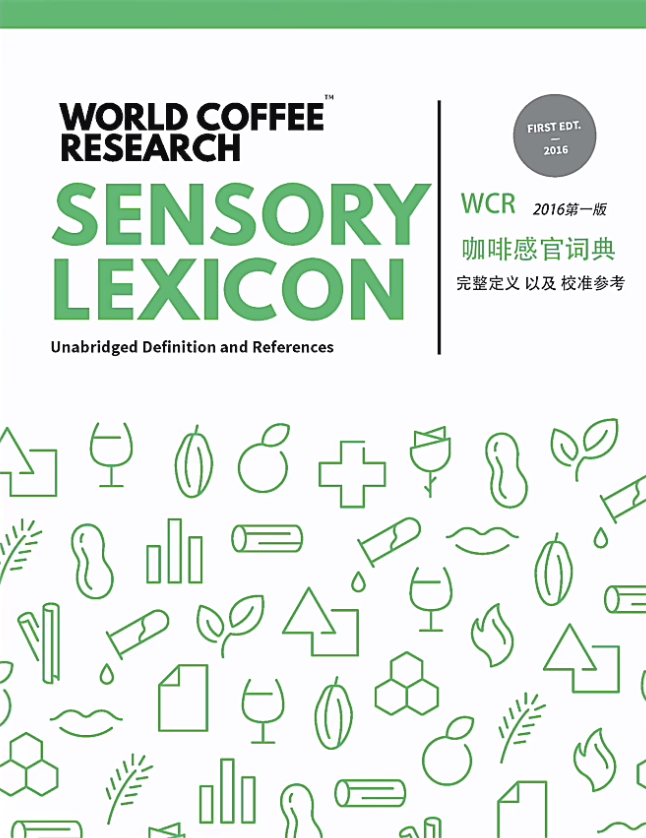 WORLD COFFEE™
RESEARCH
SENSORY
LEXICON
Unabridged Definition and References
FIRST EDT.
—
2016
WCR 2016第一版
咖啡感官词典
完整定义 以及 校准参考